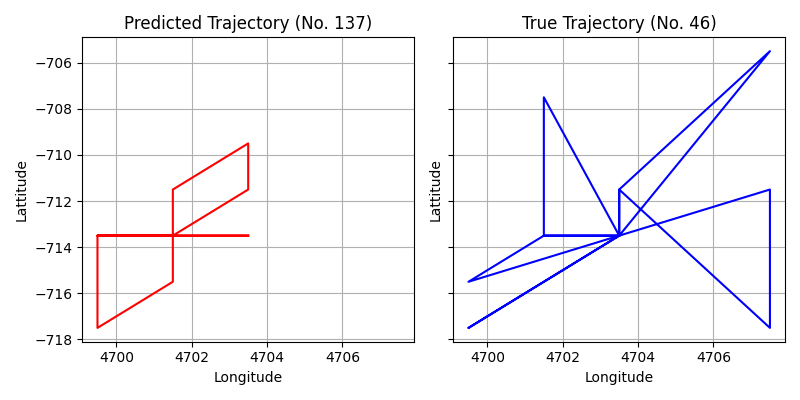 Predicted Trajectory (No. 137)
True Trajectory (No. 46)
Lattitude
−706
−708
−710
−712
−714
−716
−718
4700
4702
4704
4706
Longitude
Lattitude
4700
4702
4704
4706
Longitude